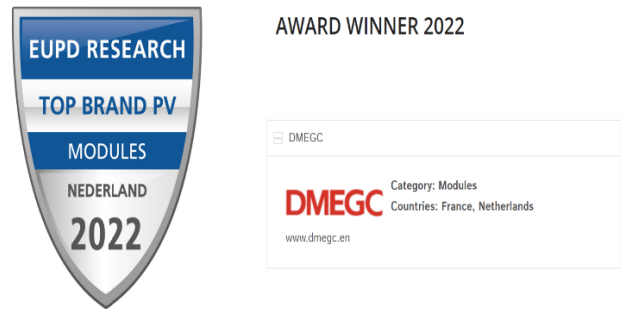 EUPD RESEARCH
TOP BRAND PV
MODULES
NEDERLAND
2022
AWARD WINNER 2022
DMEGC
DMEGC
Category: Modules
Countries: France, Netherlands
www.dmegc.en